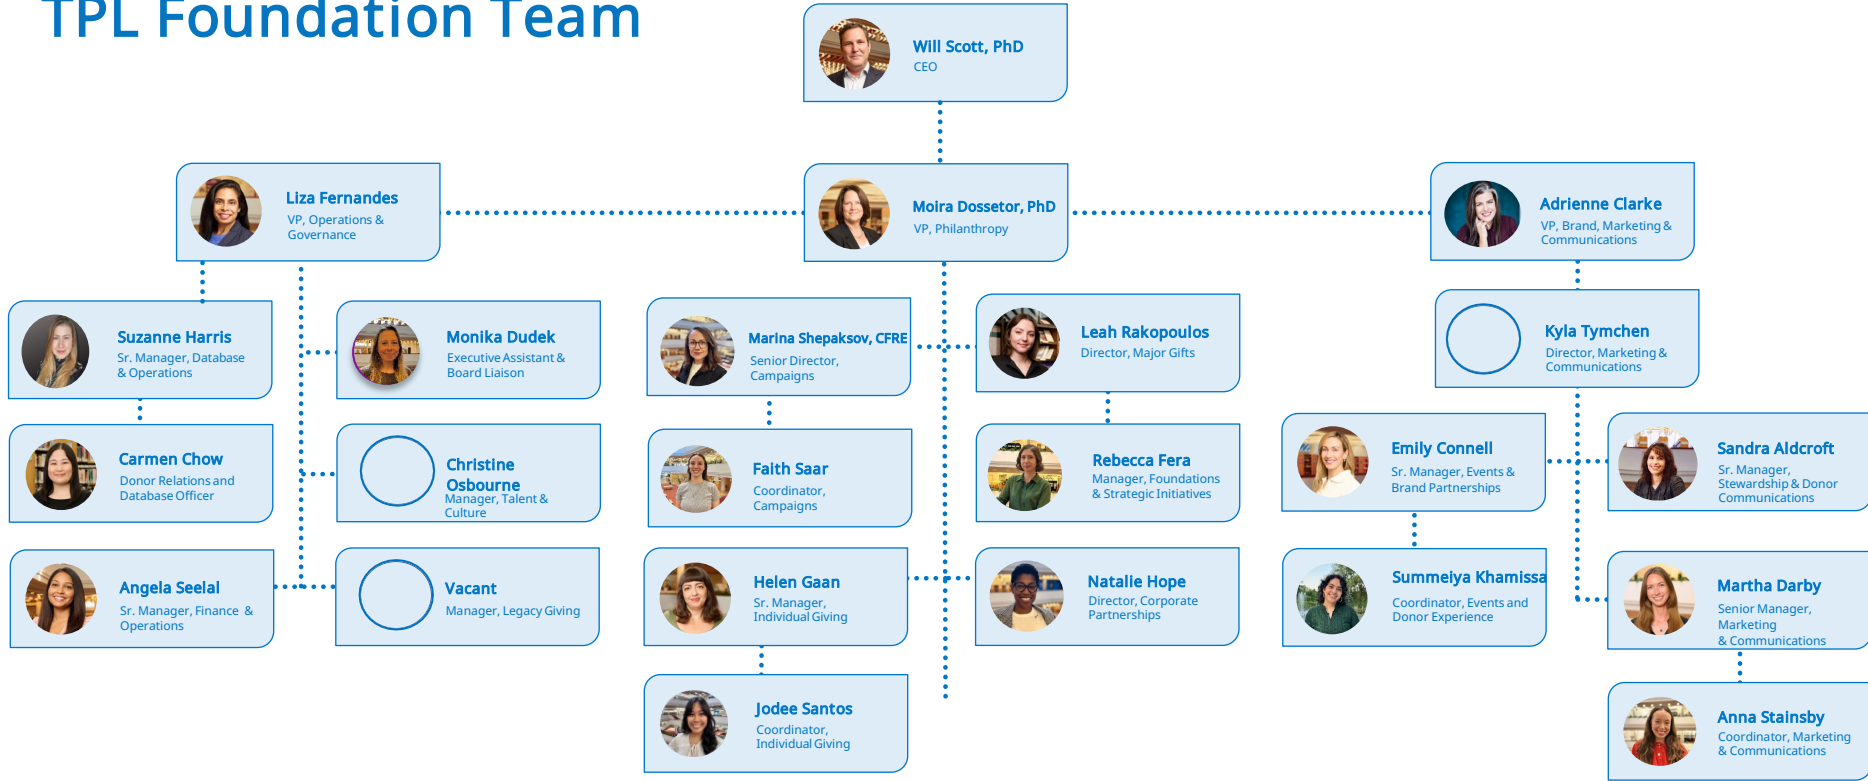 TPL Foundation Team
Will Scott, PhD
CEO
Liza Fernandes
VP, Operations &
Governance
Moira Dossetor, PhD
VP, Philanthropy
Adrienne Clarke
VP, Brand, Marketing &
Communications
Suzanne Harris
Sr. Manager, Database
& Operations
Monika Dudek
Executive Assistant &
Board Liaison
Marina Shepaksov, CFRE
Senior Director,
Campaigns
Leah Rakopoulos
Director, Major Gifts
Kyla Tymchen
Director, Marketing &
Communications
Carmen Chow
Donor Relations and
Database Officer
Christine
Osbourne
Manager, Talent &
Culture
Faith Saar
Coordinator,
Campaigns
Rebecca Fera
Manager, Foundations
& Strategic Initiatives
Emily Connell
Sr. Manager, Events &
Brand Partnerships
Sandra Aldcroft
Sr. Manager,
Stewardship & Donor
Communications
Angela Seelal
Sr. Manager, Finance &
Operations
Vacant
Manager, Legacy Giving
Helen Gaan
Sr. Manager,
Individual Giving
Natalie Hope
Director, Corporate
Partnerships
Summeiya Khamissa
Coordinator, Events and
Donor Experience
Martha Darby
Senior Manager,
Marketing
& Communications
Jodee Santos
Coordinator,
Individual Giving
Anna Stainsby
Coordinator, Marketing
& Communications